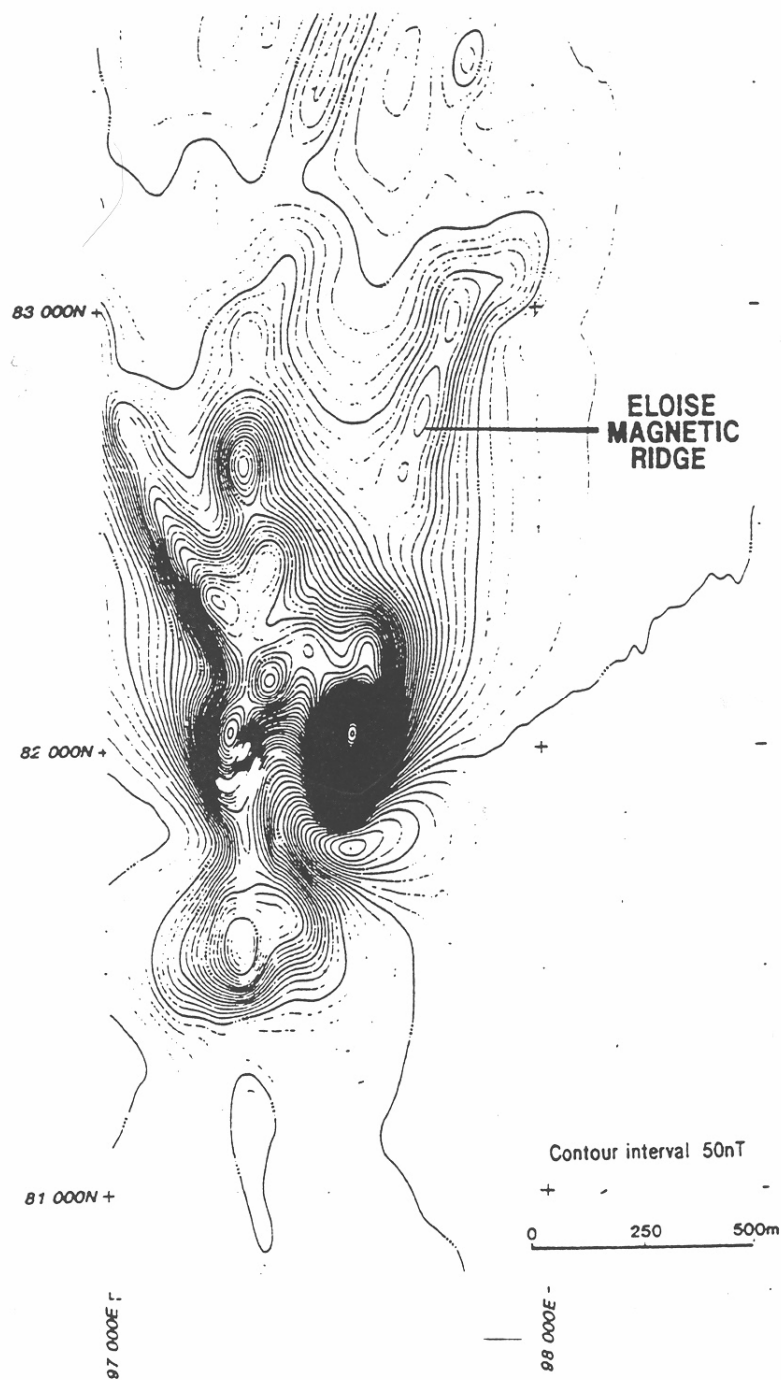 83 000N
ELOISE
MAGNETIC
RIDGE
82 000N
Contour interval 50nT
81 000N
0 250 500m
97 000E
98 000E